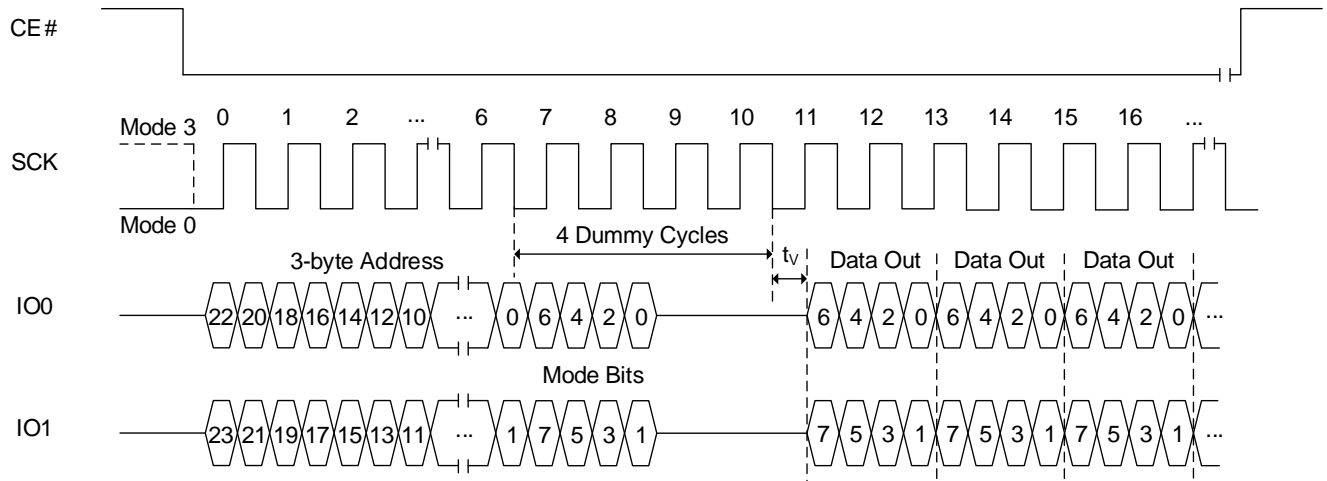 CE#
0 1 2 ... 6 7 8 9 10 11 12 13 14 15 16 ...
Mode 3
SCK
Mode 0
4 Dummy Cycles
3-byte Address
tV
Data Out Data Out Data Out
IO0
22 20 18 16 14 12 10 ... 0 6 4 2 0 6 4 2 0 6 4 2 0 6 4 2 0 ...
Mode Bits
IO1
23 21 19 17 15 13 11 ... 1 7 5 3 1 7 5 3 1 7 5 3 1 7 5 3 1 ...